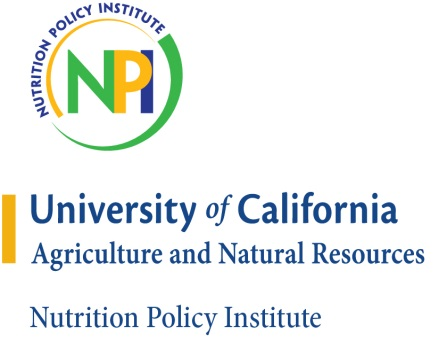 NUTRITION POLICY INSTITUTE
NPI
University of California
Agriculture and Natural Resources
Nutrition Policy Institute